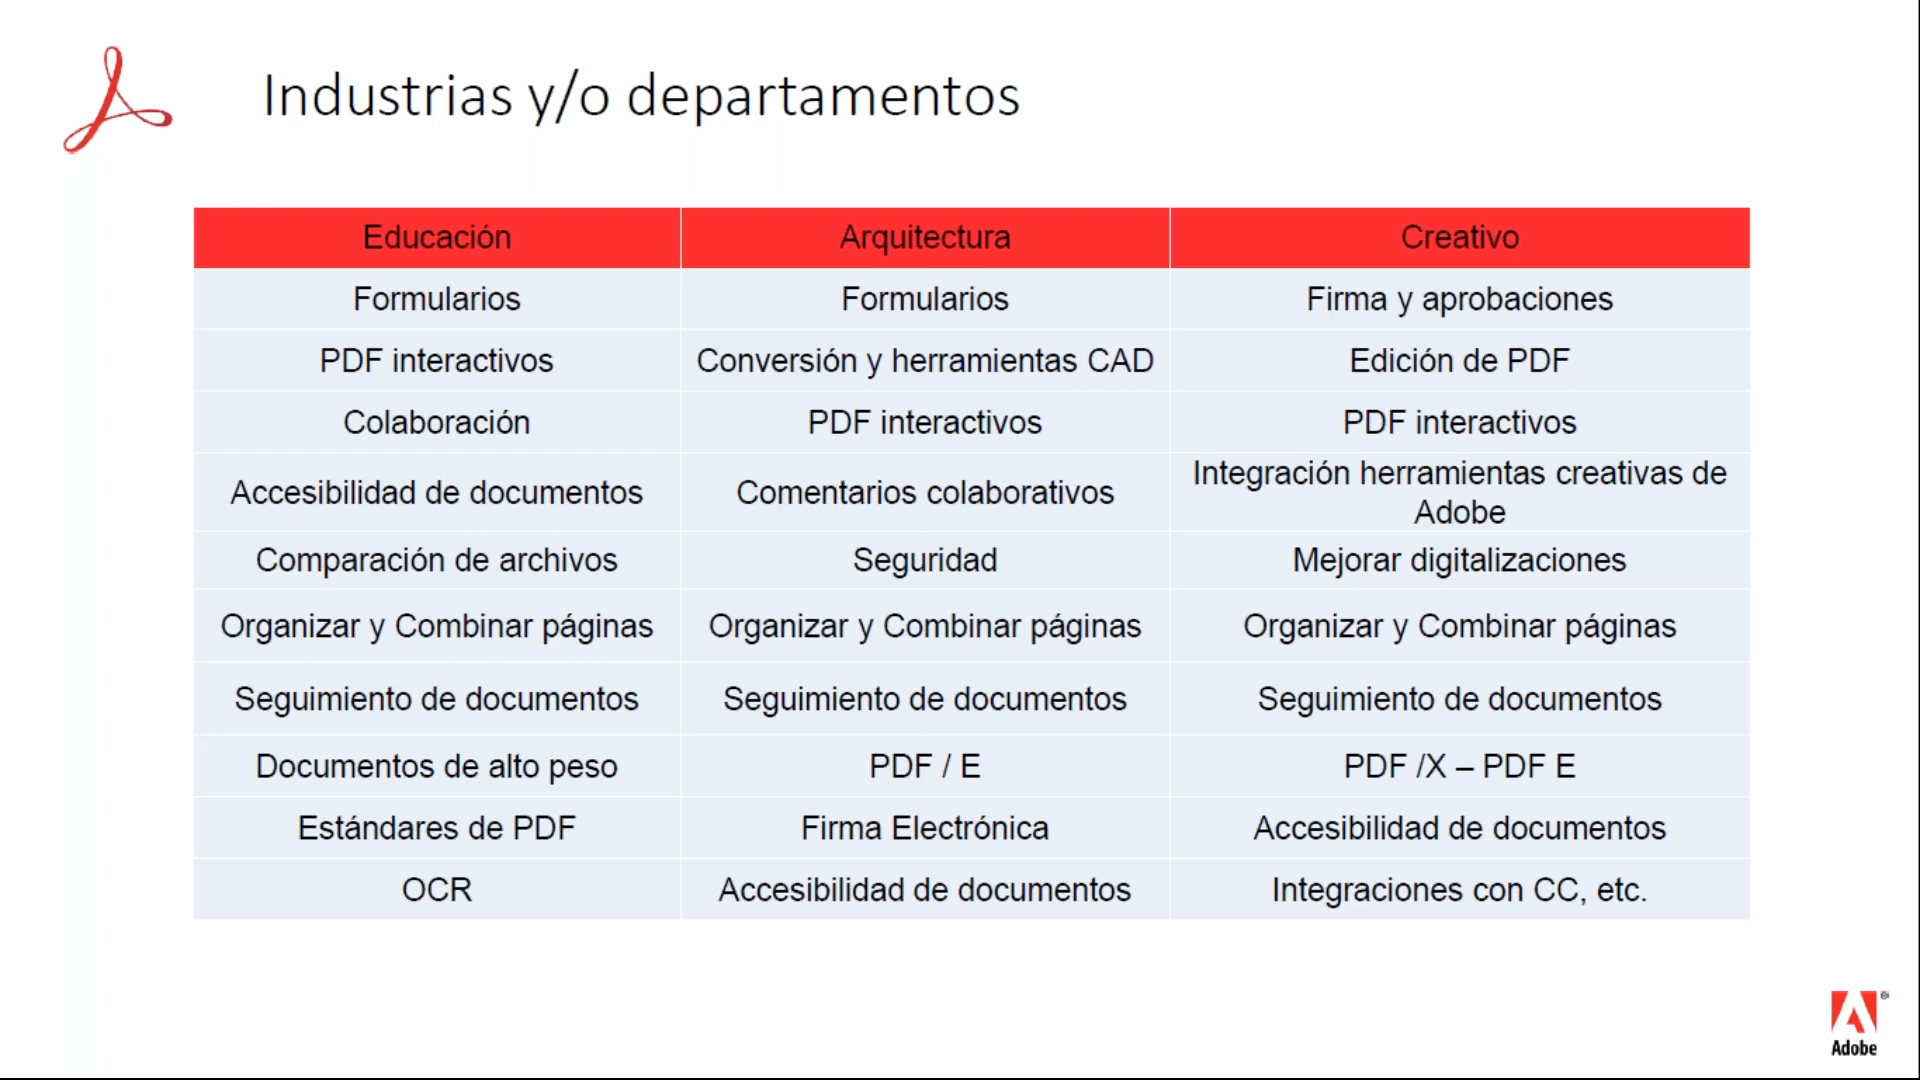 Industrias y/o departamentos
Educación Arquitectura Creativo
Formularios Formularios Firma y aprobaciones
PDF interactivos Conversión y herramientas CAD Edición de PDF
Colaboración PDF interactivos PDF interactivos
Accesibilidad de documentos Comentarios colaborativos Integración herramientas creativas de
Adobe
Comparación de archivos Seguridad Mejorar digitalizaciones
Organizar y Combinar páginas Organizar y Combinar páginas Organizar y Combinar páginas
Seguimiento de documentos Seguimiento de documentos Seguimiento de documentos
Documentos de alto peso PDF / E PDF /X – PDF E
Estándares de PDF Firma Electrónica Accesibilidad de documentos
OCR Accesibilidad de documentos Integraciones con CC, etc.
®
Adobe